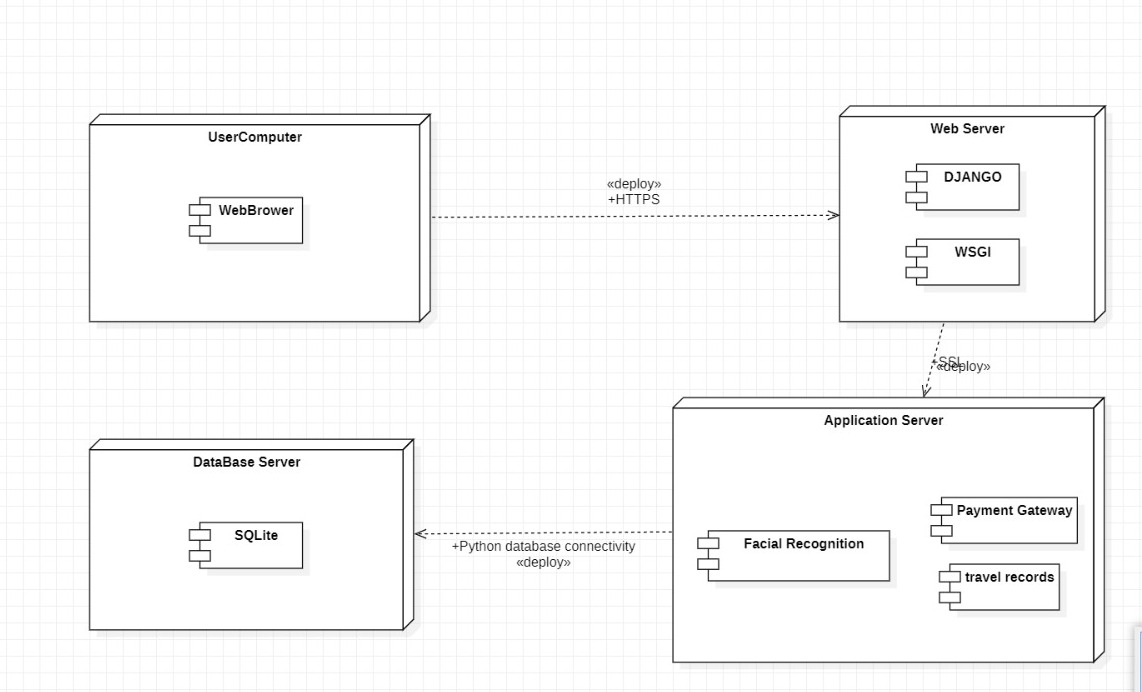 UserComputer
WebBrower
«deploy»
+HTTPS
Web Server
DJANGO
WSGI
+SSL
«deploy»
Application Server
Payment Gateway
Facial Recognition
travel records
DataBase Server
SQLite
+Python database connectivity
«deploy»